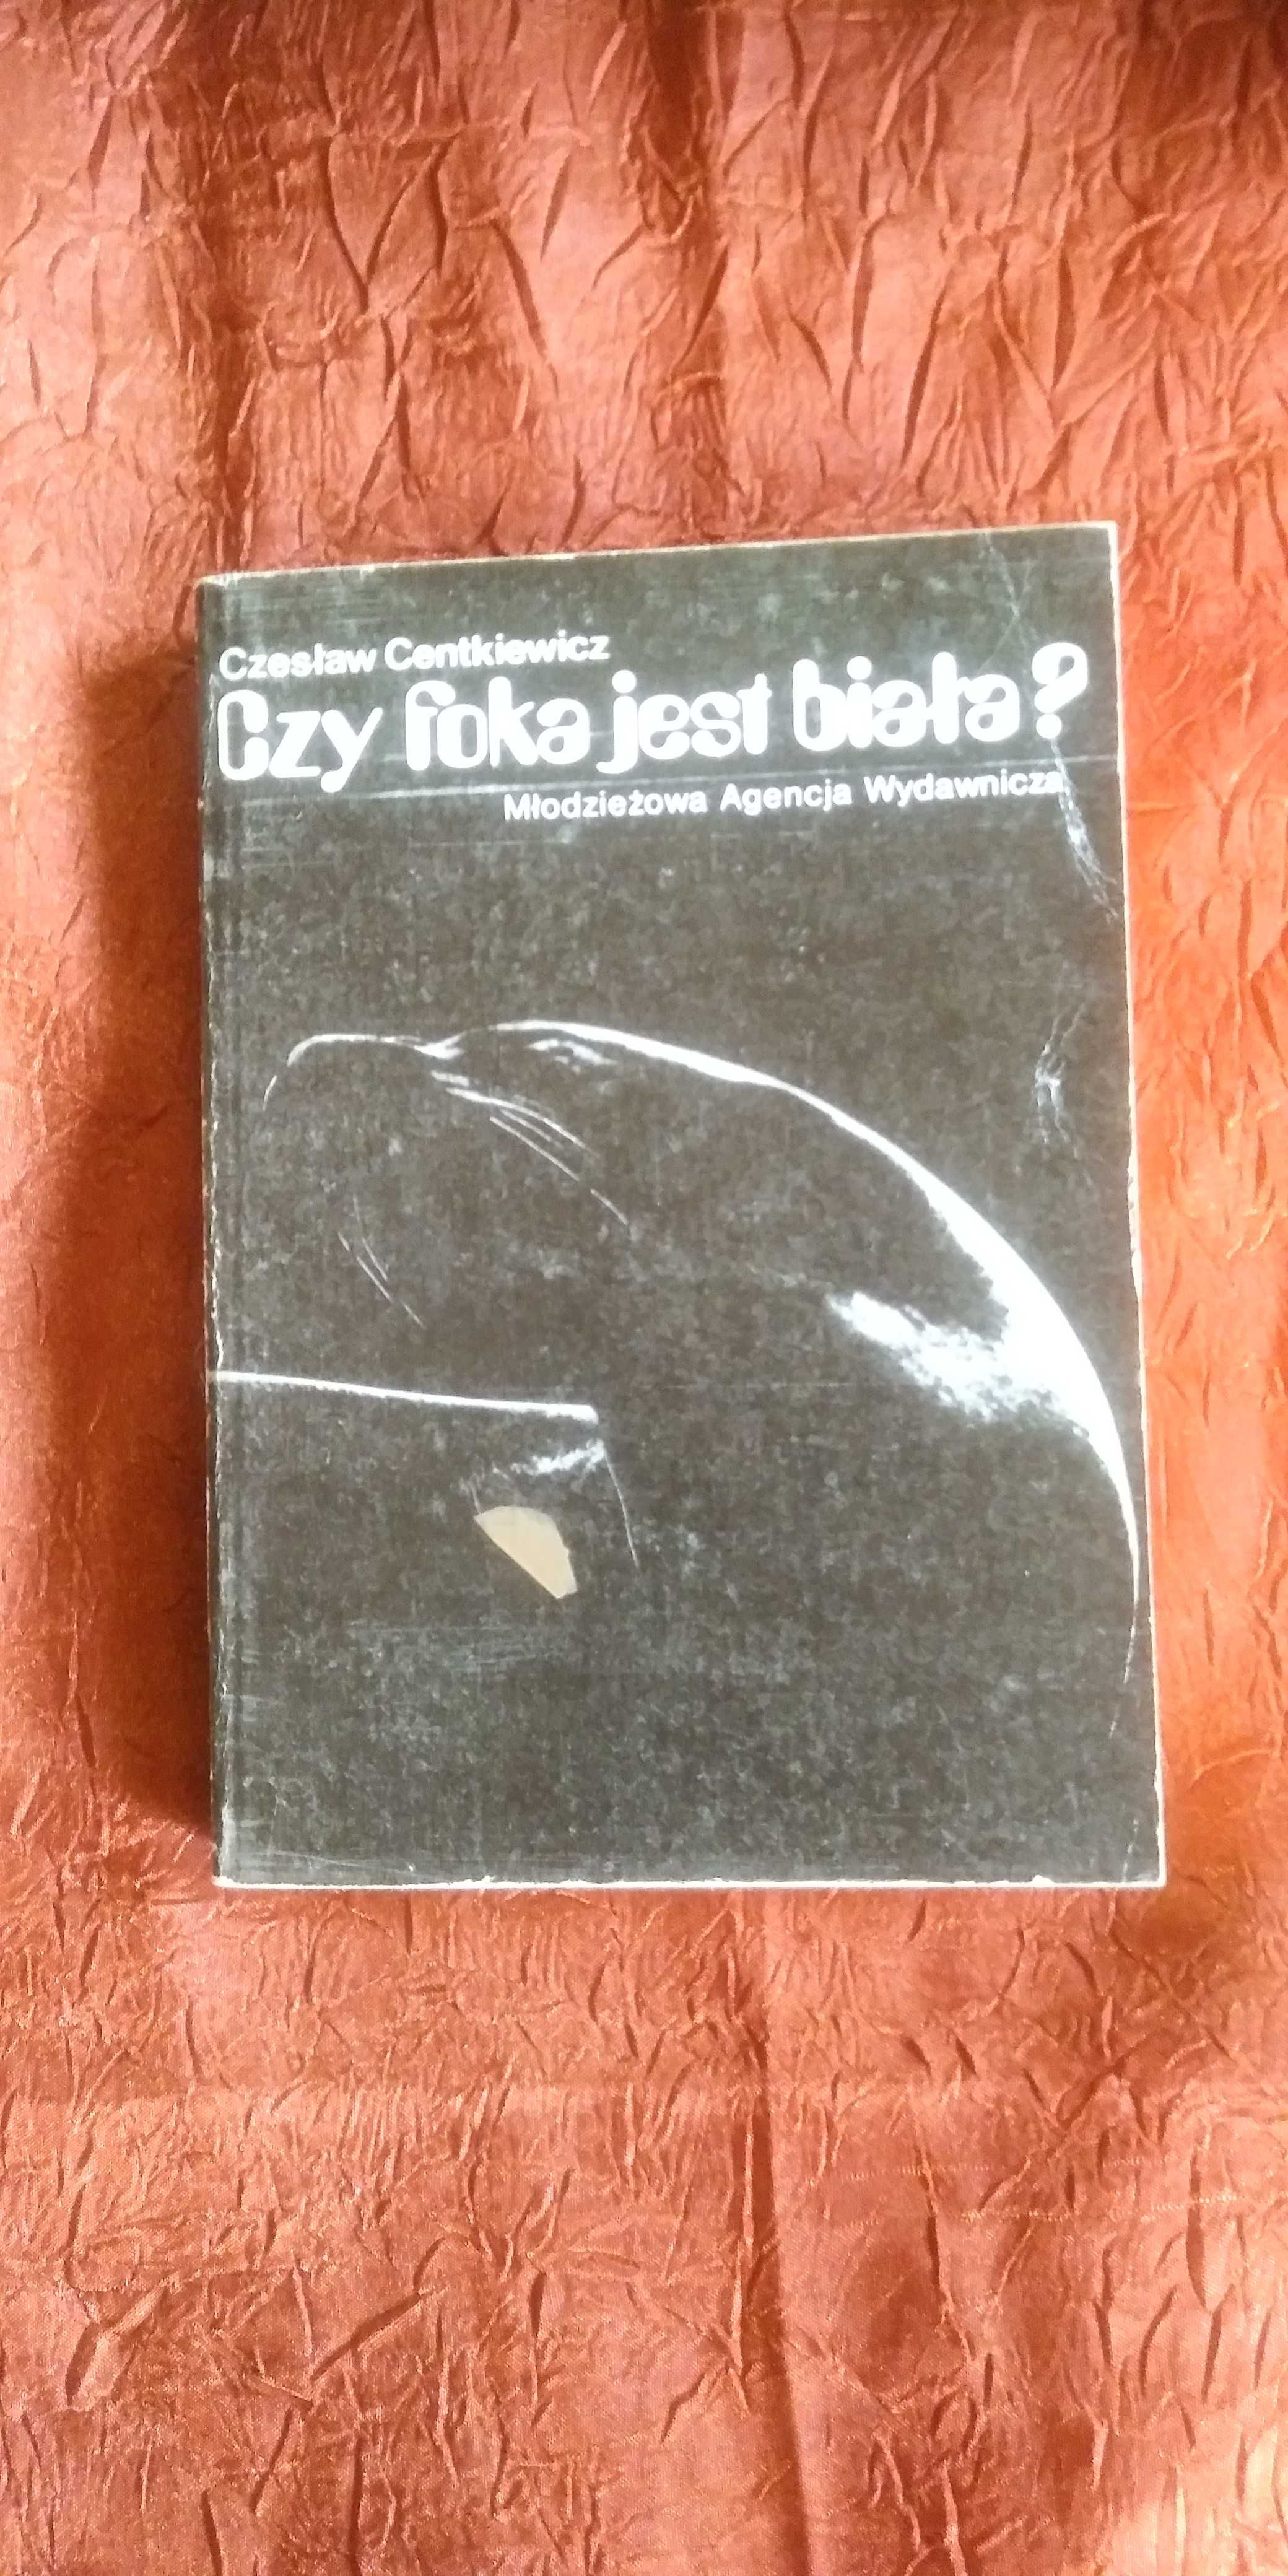 Czesław Centkiewicz
Czy foka jest biała?
Młodzieżowa Agencja Wydawnicza